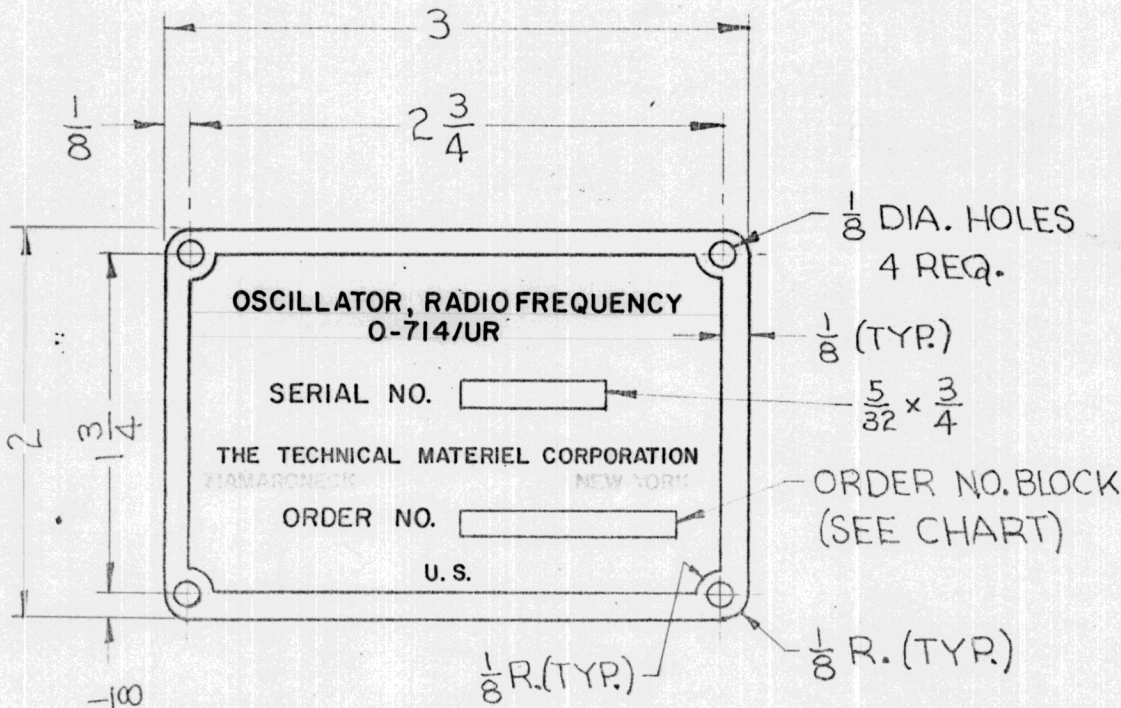 3
2 3/4
1/8
1/8 DIA. HOLES
4 REQ.
OSCILLATOR, RADIO FREQUENCY
O-714/UR
1/8 (TYP.)
SERIAL NO.
5/32 x 3/4
2
1 3/4
THE TECHNICAL MATERIEL CORPORATION
MAMARONECK NEW YORK
ORDER NO. BLOCK
(SEE CHART)
ORDER NO.
U. S.
1/8 R. (TYP.)
1/8 R. (TYP.)
1/8